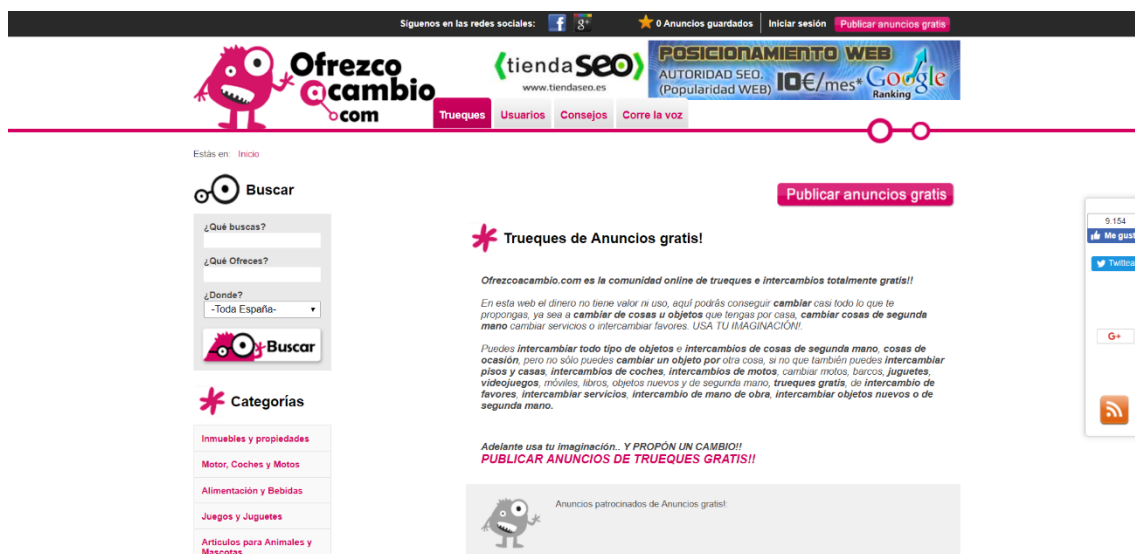 Síguenos en las redes sociales:
0 Anuncios guardados
Iniciar sesión
Publicar anuncios gratis
Ofrezco
acambio
com
(tienda seo)
www.tiendaseo.es
POSICIONAMIENTO WEB
AUTORIDAD SEO.
(Popularidad WEB)
10€/mes*
Google
Ranking
Trueques
Usuarios
Consejos
Corre la voz
Estás en: Inicio
Buscar
Publicar anuncios gratis
¿Qué buscas?
¿Qué Ofreces?
¿Donde?
-Toda España-
Buscar
Categorías
Inmuebles y propiedades
Motor, Coches y Motos
Alimentación y Bebidas
Juegos y Juguetes
Artículos para Animales y
Mascotas
Trueques de Anuncios gratis!
Ofrezcoacambio.com es la comunidad online de trueques e intercambios totalmente gratis!!
En esta web el dinero no tiene valor ni uso, aquí podrás conseguir cambiar casi todo lo que te
propongas, ya sea a cambiar de cosas u objetos que tengas por casa, cambiar cosas de segunda
mano cambiar servicios o intercambiar favores. USA TU IMAGINACIÓN!.
Puedes intercambiar todo tipo de objetos e intercambios de cosas de segunda mano, cosas de
ocasión, pero no sólo puedes cambiar un objeto por otra cosa, si no que también puedes intercambiar
pisos y casas, intercambios de coches, intercambios de motos, cambiar motos, barcos, juguetes,
videojuegos, móviles, libros, objetos nuevos y de segunda mano, trueques gratis, de intercambio de
favores, intercambiar servicios, intercambio de mano de obra, intercambiar objetos nuevos o de
segunda mano.
Adelante usa tu imaginación.. Y PROPÓN UN CAMBIO!!
PUBLICAR ANUNCIOS DE TRUEQUES GRATIS!!
Anuncios patrocinados de Anuncios gratis!:
9.154
Me gust
Twittea
G+